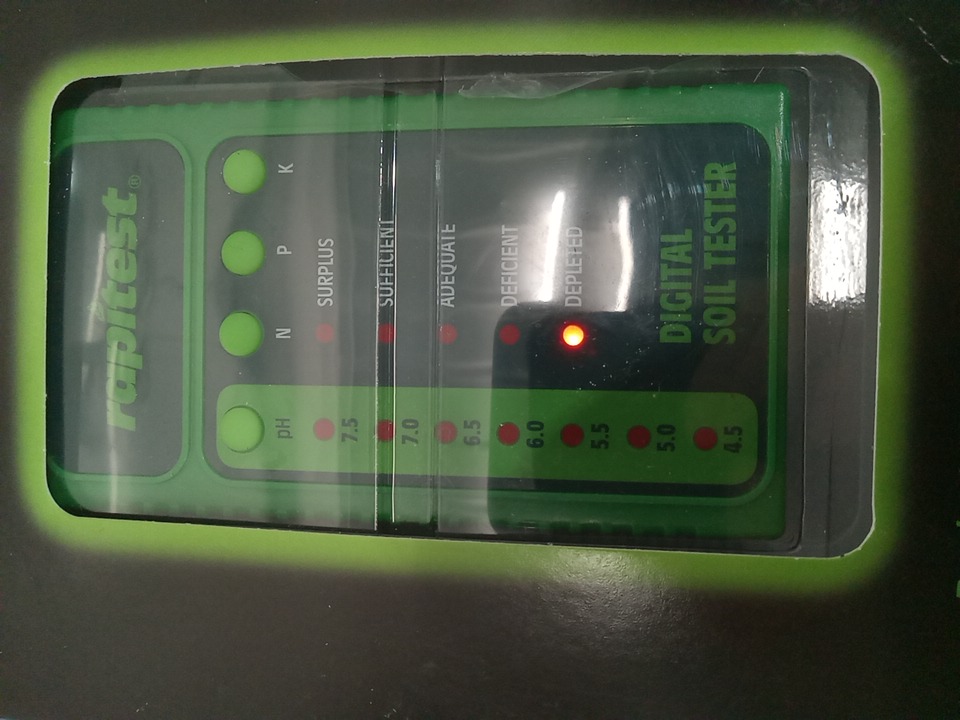 rapitest®
pH N P K
7.5 SURPLUS
7.0 SUFFICIENT
6.5 ADEQUATE
6.0 DEFICIENT
5.5 DEPLETED
5.0
4.5
DIGITAL
SOIL TESTER